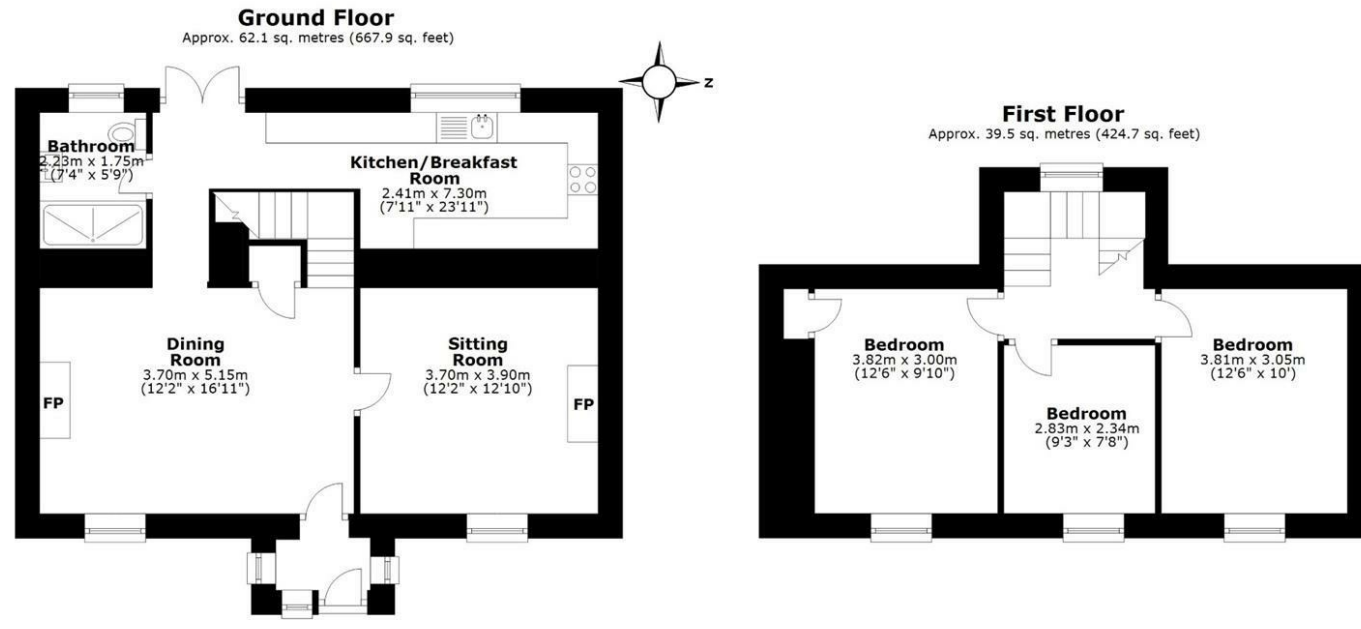 Ground Floor
Approx. 62.1 sq. metres (667.9 sq. feet)
Bathroom
2.23m x 1.75m
(7'4" x 5'9")
Kitchen/Breakfast
Room
2.41m x 7.30m
(7'11" x 23'11")
Dining
Room
3.70m x 5.15m
(12'2" x 16'11")
FP
Sitting
Room
3.70m x 3.90m
(12'2" x 12'10")
FP
N
First Floor
Approx. 39.5 sq. metres (424.7 sq. feet)
Bedroom
3.82m x 3.00m
(12'6" x 9'10")
Bedroom
2.83m x 2.34m
(9'3" x 7'8")
Bedroom
3.81m x 3.05m
(12'6" x 10')